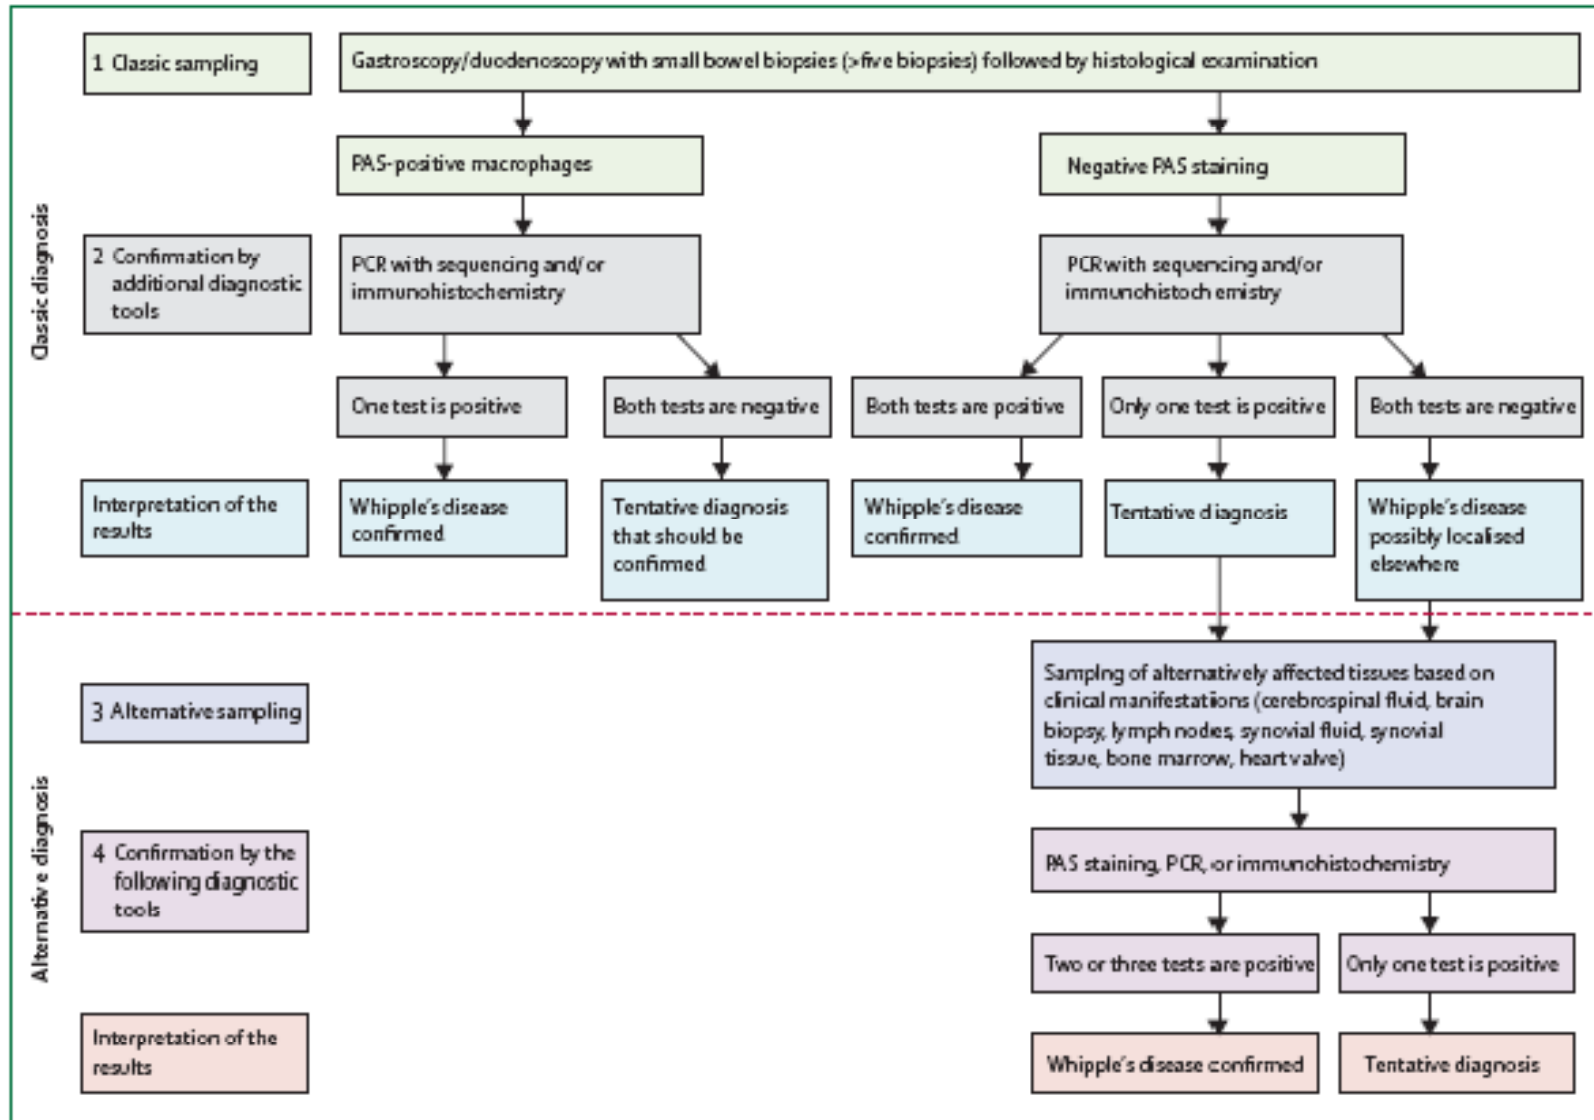 Classic diagnosis
1 Classic sampling
Gastroscopy/duodenoscopy with small bowel biopsies (>five biopsies) followed by histological examination
PAS-positive macrophages
Negative PAS staining
2 Confirmation by
additional diagnostic
tools
PCR with sequencing and/or
immunohistochemistry
PCR with sequencing and/or
immunohistochemistry
One test is positive
Both tests are negative
Both tests are positive
Only one test is positive
Both tests are negative
Interpretation of the
results
Whipple's disease
confirmed
Tentative diagnosis
that should be
confirmed
Whipple's disease
confirmed
Tentative diagnosis
Whipple's disease
possibly localised
elsewhere
Alternative diagnosis
3 Alternative sampling
Sampling of alternatively affected tissues based on
clinical manifestations (cerebrospinal fluid, brain
biopsy, lymph nodes, synovial fluid, synovial
tissue, bone marrow, heart valve)
4 Confirmation by the
following diagnostic
tools
PAS staining, PCR, or immunohistochemistry
Two or three tests are positive
Only one test is positive
Interpretation of the
results
Whipple's disease confirmed
Tentative diagnosis